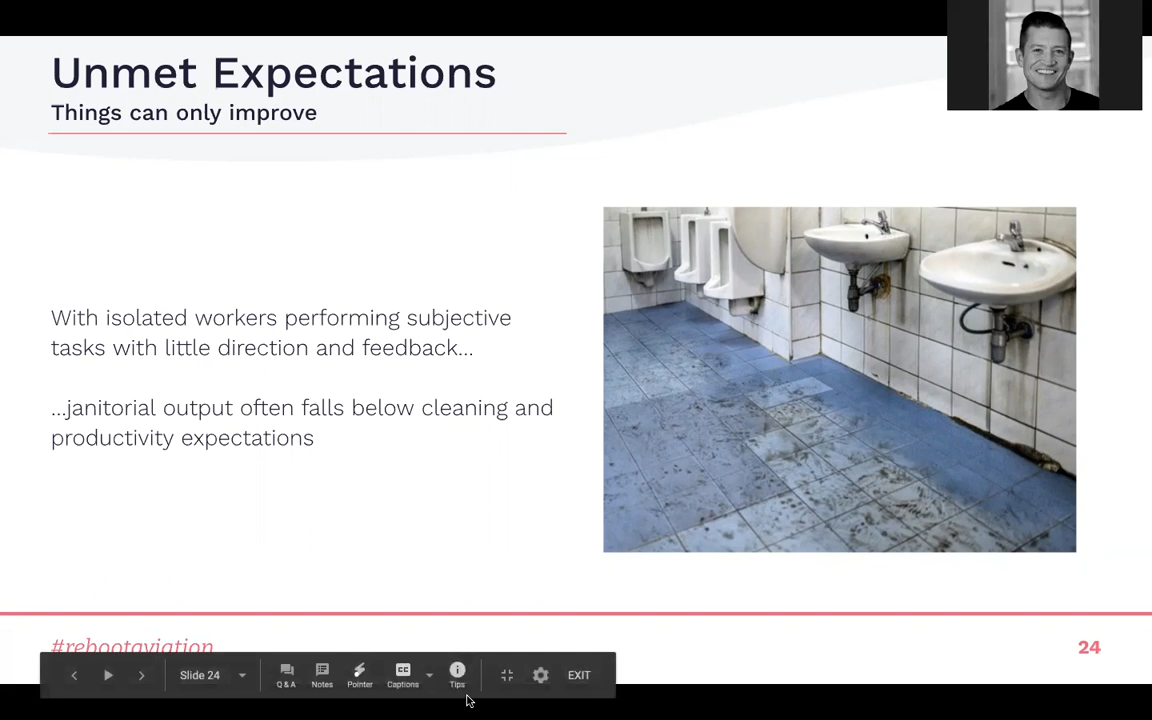 Unmet Expectations
Things can only improve
With isolated workers performing subjective
tasks with little direction and feedback...
...janitorial output often falls below cleaning and
productivity expectations
#rebootaviation
24
Slide 24
Q & A
Notes
Pointer
CC
Captions
Tips
EXIT